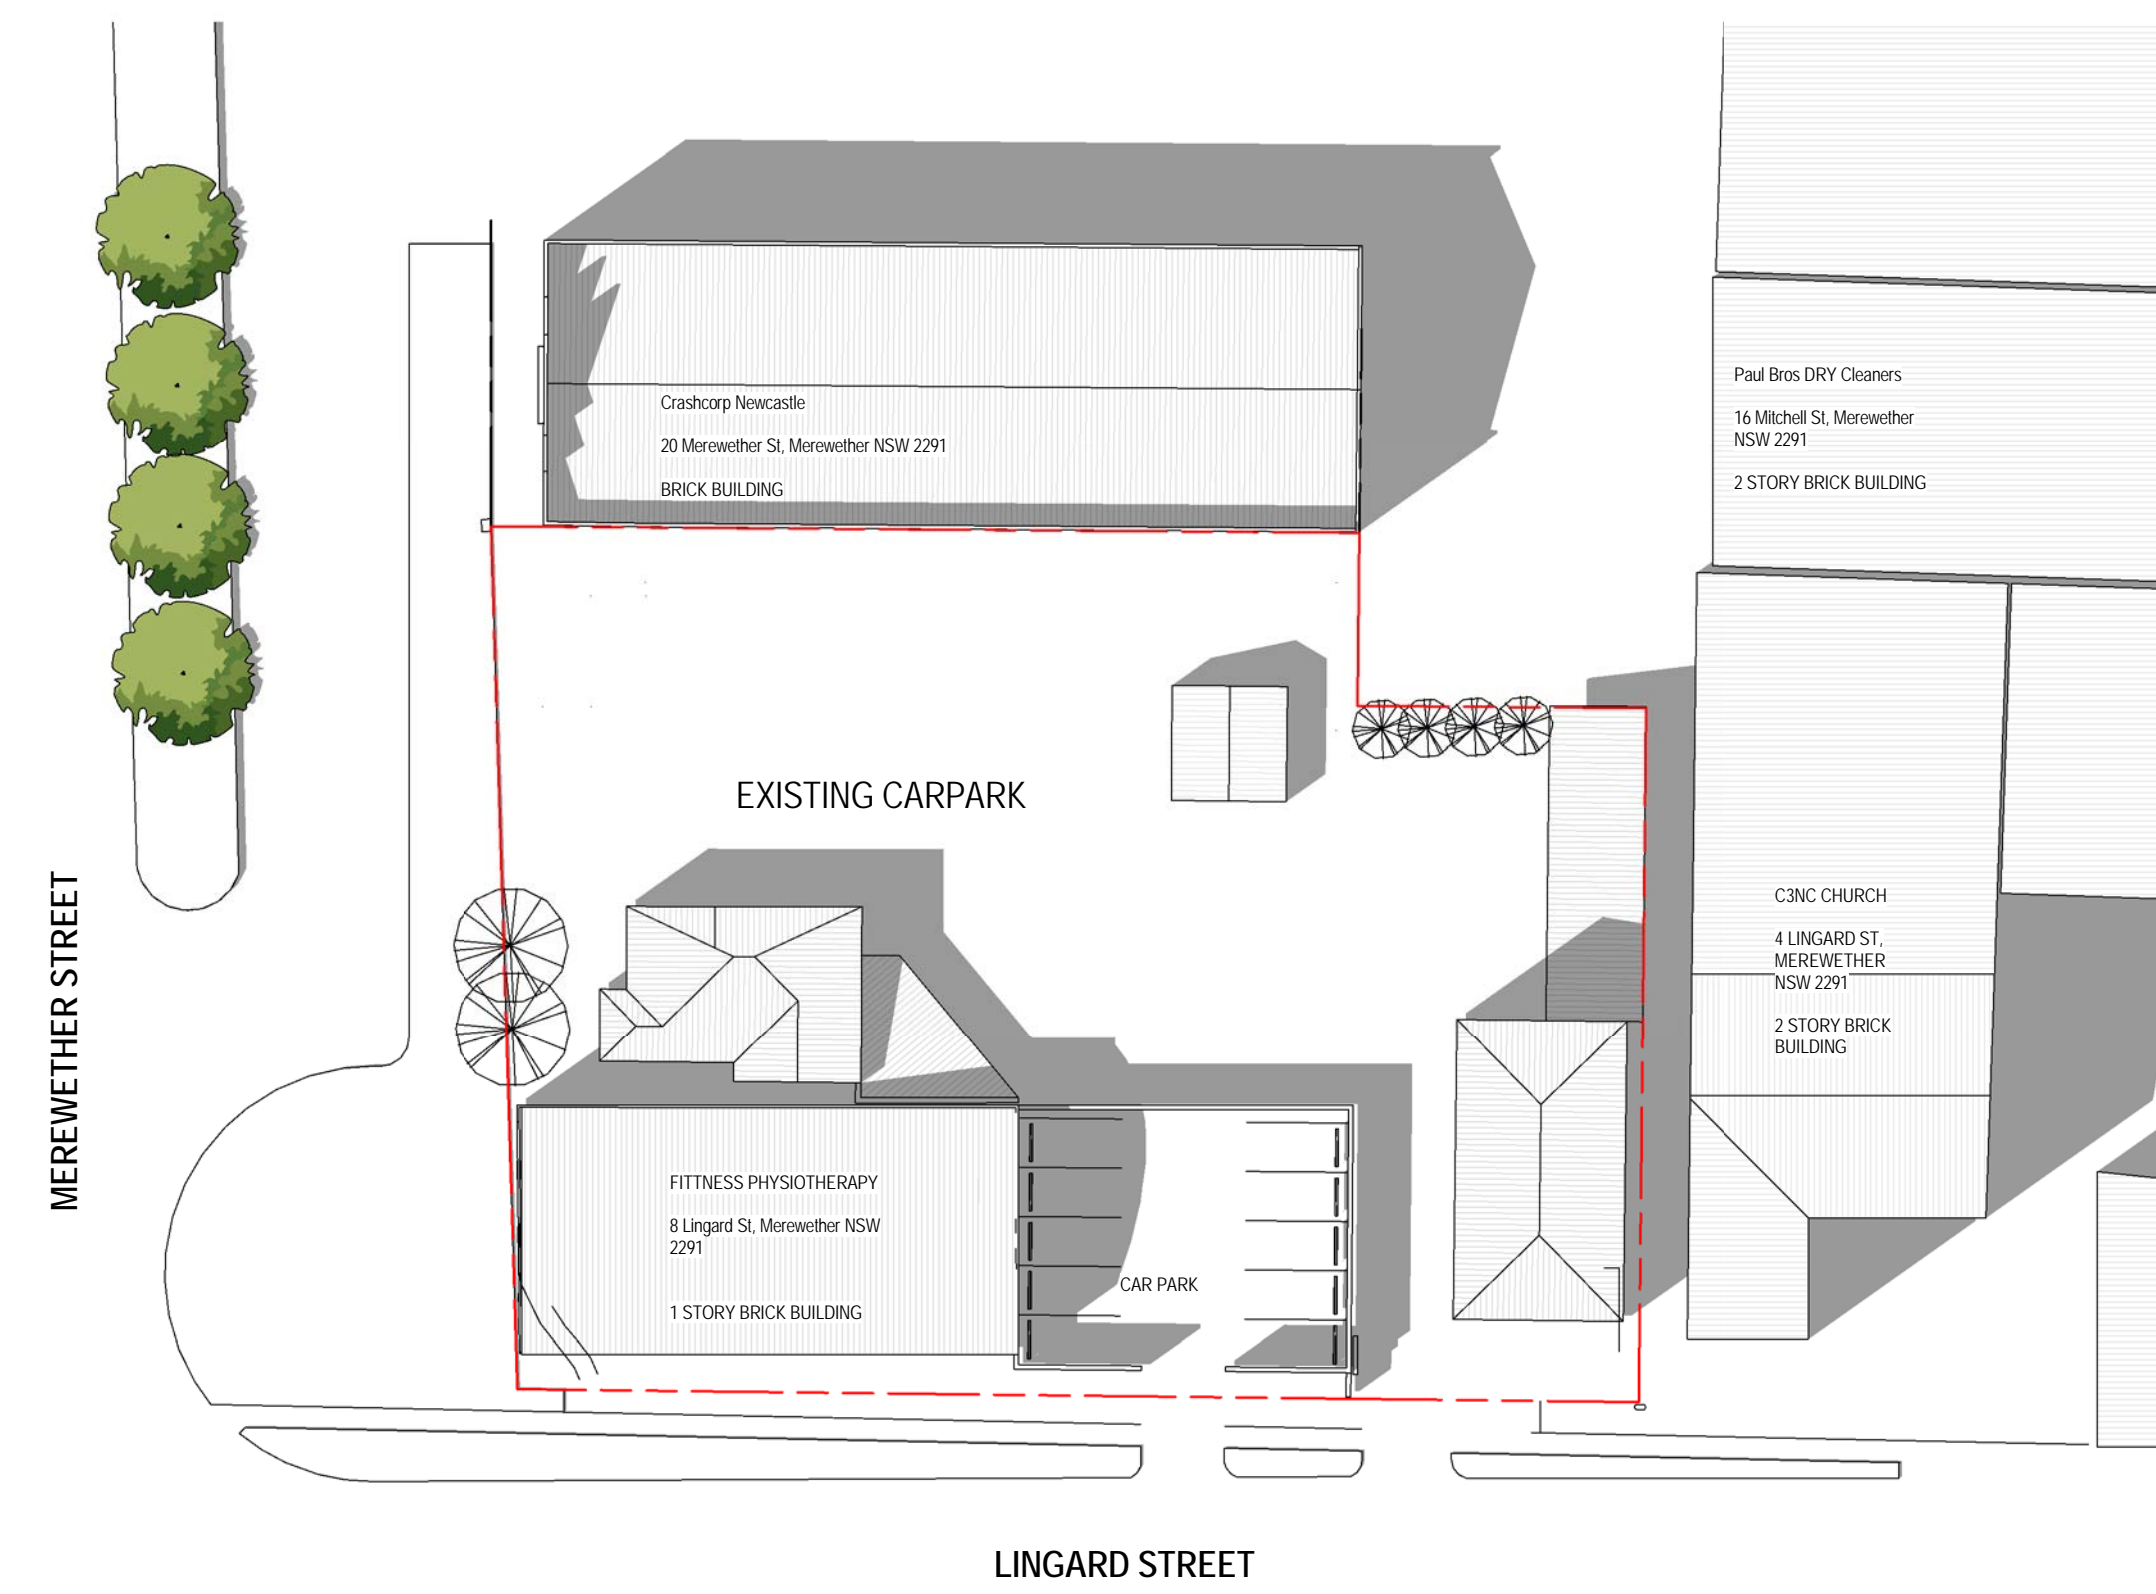 Crashcorp Newcastle
20 Merewether St, Merewether NSW 2291
BRICK BUILDING
Paul Bros DRY Cleaners
16 Mitchell St, Merewether
NSW 2291
2 STORY BRICK BUILDING
EXISTING CARPARK
C3NC CHURCH
4 LINGARD ST,
MEREWETHER
NSW 2291
2 STORY BRICK
BUILDING
MEREWETHER STREET
FITTNESS PHYSIOTHERAPY
8 Lingard St, Merewether NSW
2291
1 STORY BRICK BUILDING
CAR PARK
LINGARD STREET